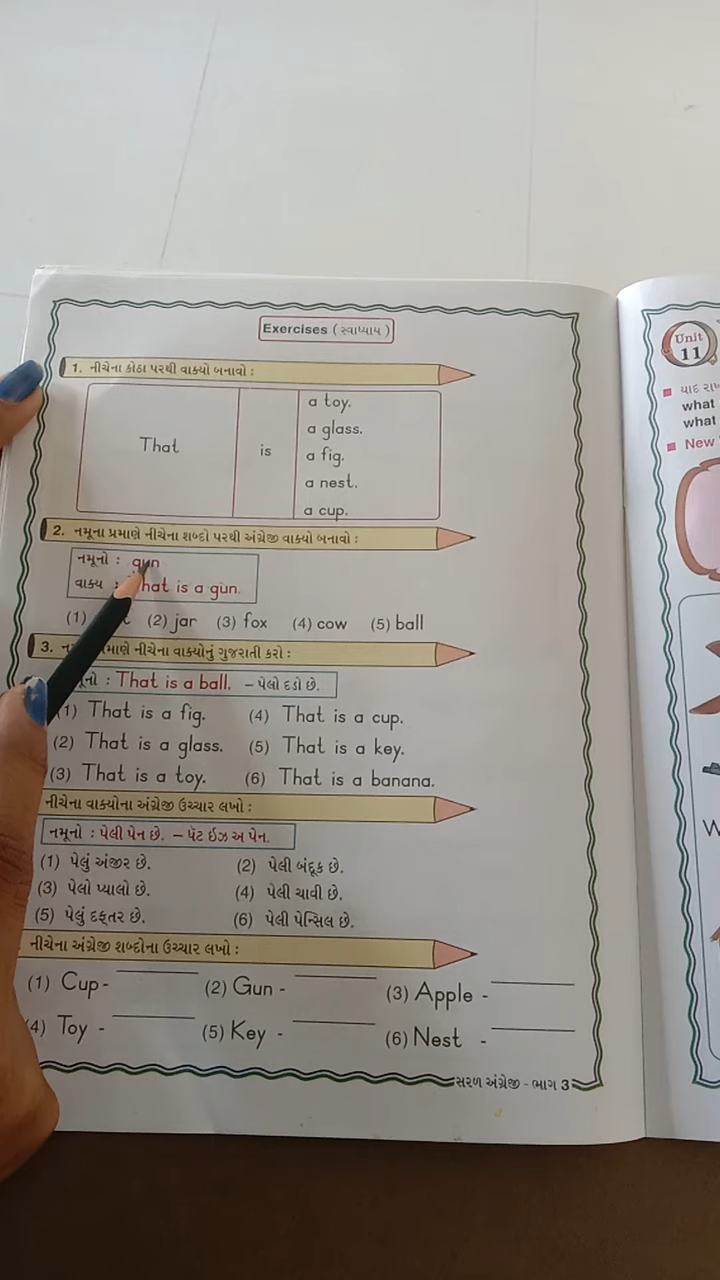 Exercises ( સ્વાધ્યાય )
1. નીચેના કોઠા પરથી વાક્યો બનાવો :
That is
a toy.
a glass.
a fig.
a nest.
a cup.
2. નમૂના પ્રમાણે નીચેના શબ્દો પરથી અંગ્રેજી વાક્યો બનાવો :
નમૂનો : gun
વાક્ય : That is a gun.
(1) (2) jar (3) fox (4) cow (5) ball
3. પ્રમાણે નીચેના વાક્યોનું ગુજરાતી કરો :
That is a ball. – પેલો દડો છે.
(1) That is a fig. (4) That is a cup.
(2) That is a glass. (5) That is a key.
(3) That is a toy. (6) That is a banana.
નીચેના વાક્યોના અંગ્રેજી ઉચ્ચાર લખો :
નમૂનો : પેલી પેન છે. – પૅટ ઇઝ અ પેન.
(1) પેલું અંજીર છે. (2) પેલી બંદૂક છે.
(3) પેલો પ્યાલો છે. (4) પેલી ચાવી છે.
(5) પેલું દફતર છે. (6) પેલી પેન્સિલ છે.
નીચેના અંગ્રેજી શબ્દોના ઉચ્ચાર લખો :
(1) Cup- (2) Gun - (3) Apple -
4) Toy - (5) Key - (6) Nest -
સરળ અંગ્રેજી - ભાગ 3
Unit
11
યાદ
what
what
New